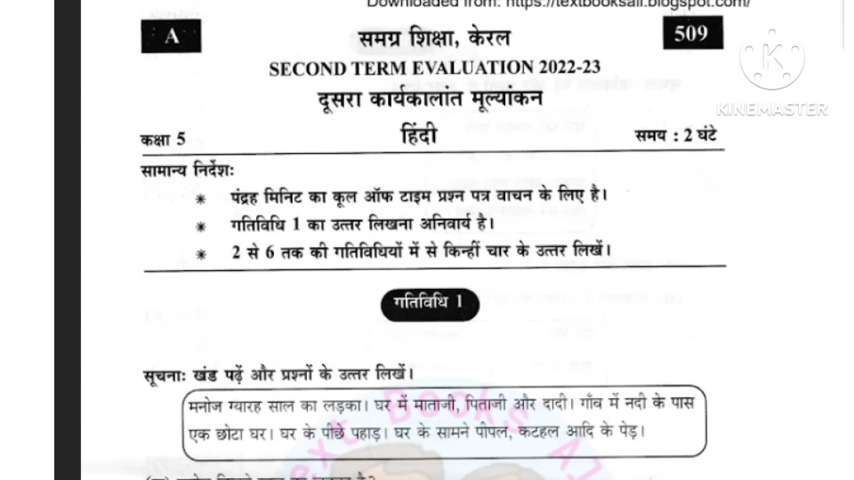 Downloaded from: https://textbooksall.blogspot.com/
A
समग्र शिक्षा, केरल
509
SECOND TERM EVALUATION 2022-23
दूसरा कार्यकालांत मूल्यांकन
कक्षा 5
हिंदी
समय : 2 घंटे
सामान्य निर्देशः
* पंद्रह मिनिट का कूल ऑफ टाइम प्रश्न पत्र वाचन के लिए है।
* गतिविधि 1 का उत्तर लिखना अनिवार्य है।
* 2 से 6 तक की गतिविधियों में से किन्हीं चार के उत्तर लिखें।
गतिविधि 1
सूचनाः खंड पढ़ें और प्रश्नों के उत्तर लिखें।
मनोज ग्यारह साल का लड़का। घर में माताजी, पिताजी और दादी। गाँव में नदी के पास
एक छोटा घर। घर के पीछे पहाड़। घर के सामने पीपल, कटहल आदि के पेड़।
K
KINEMASTER
Text Books Al